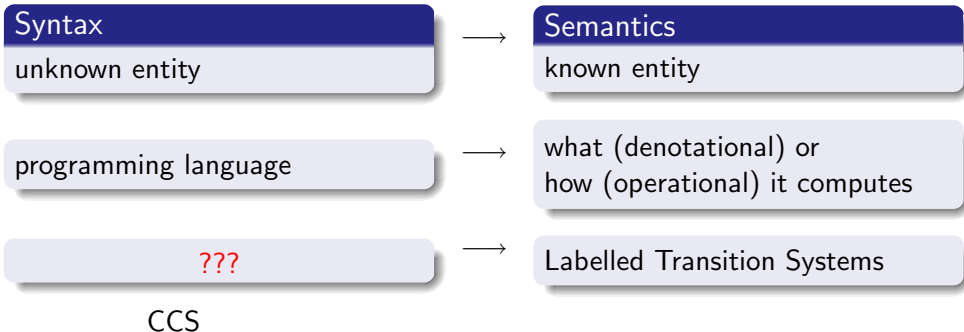 Syntax
⟶
Semantics
unknown entity
known entity
programming language
⟶
what (denotational) or
how (operational) it computes
???
⟶
Labelled Transition Systems
CCS